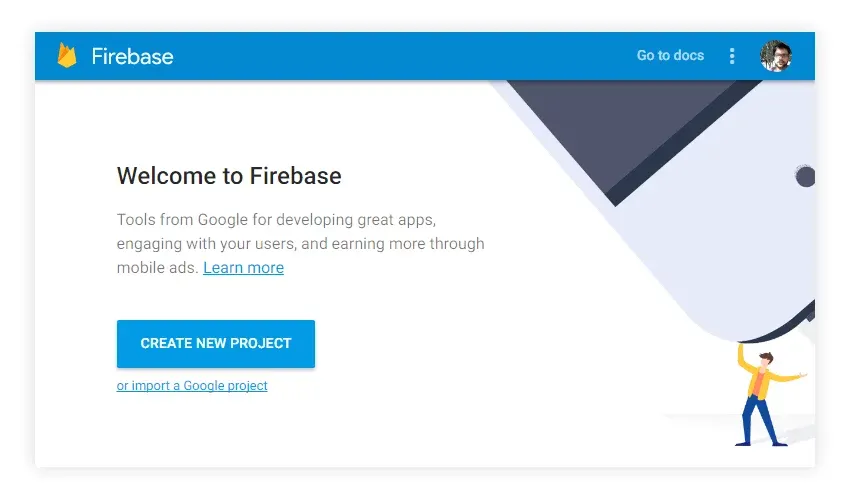 Firebase
Go to docs
Welcome to Firebase
Tools from Google for developing great apps,
engaging with your users, and earning more through
mobile ads. Learn more
CREATE NEW PROJECT
or import a Google project